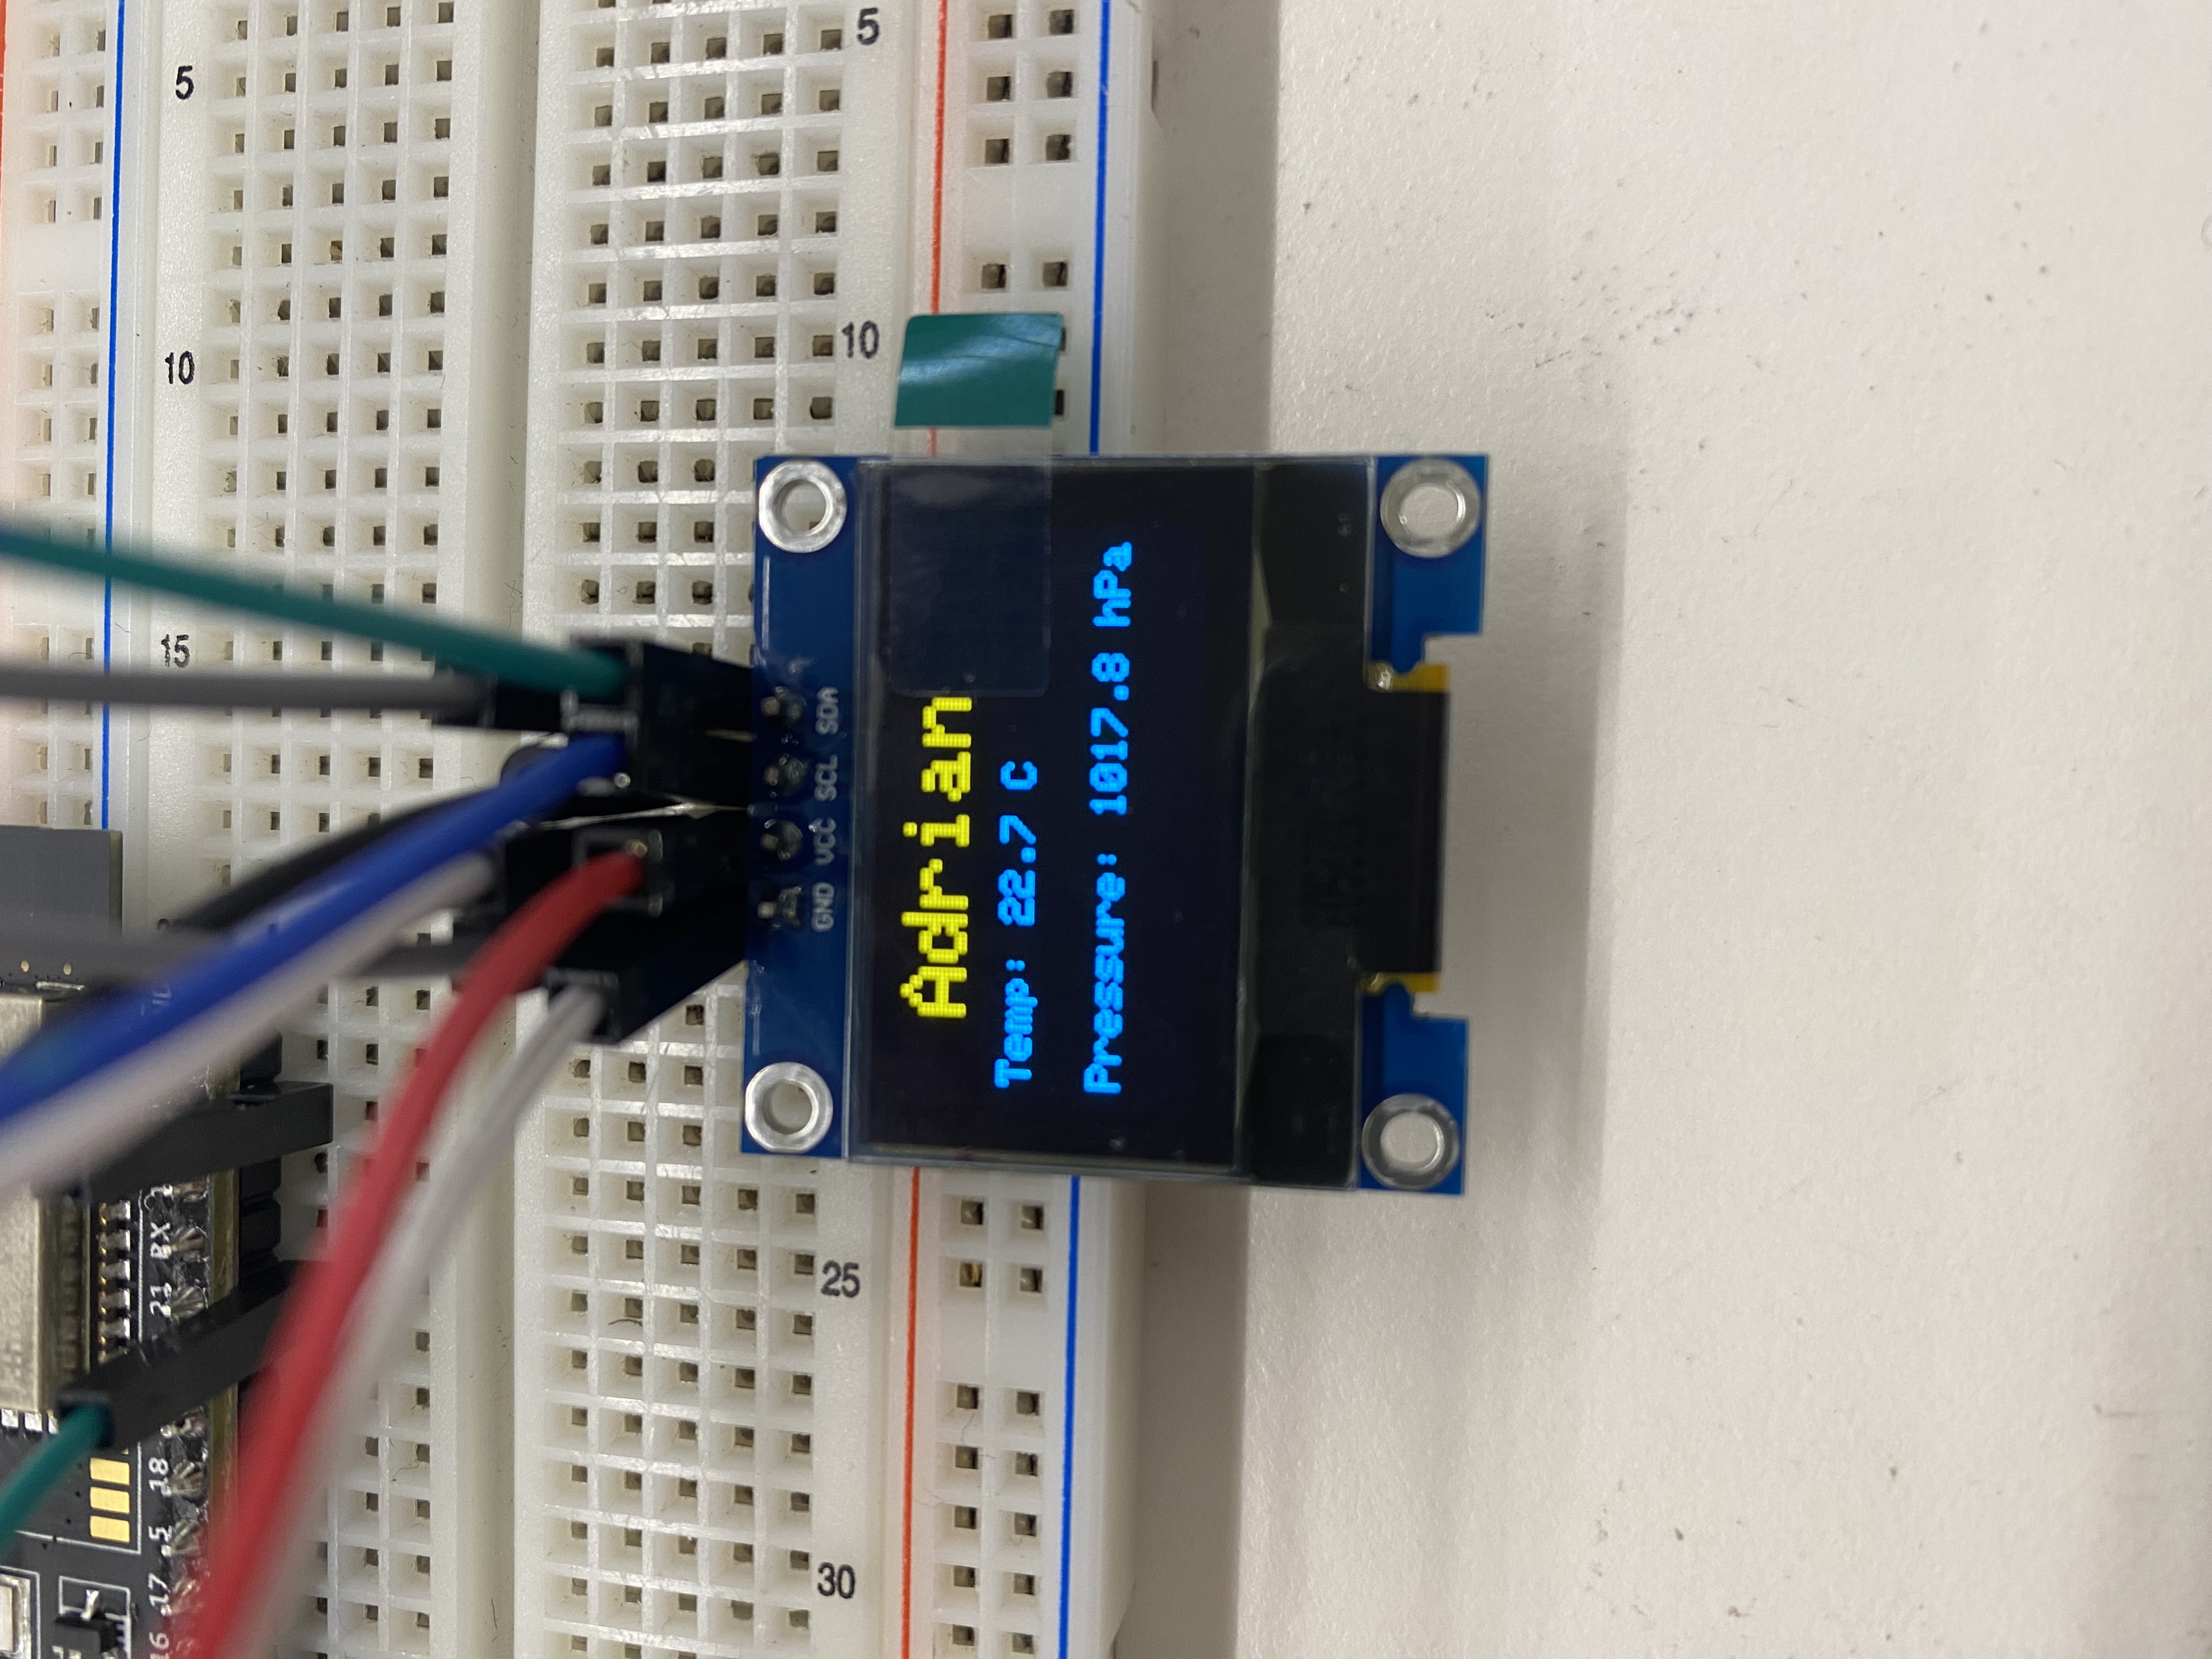 16 17 5 18 21 RX
15 10 5
GND VCC SCL SDA
30 25 10 5
Adrian
Temp: 22.7 C
Pressure: 1017.8 hPa